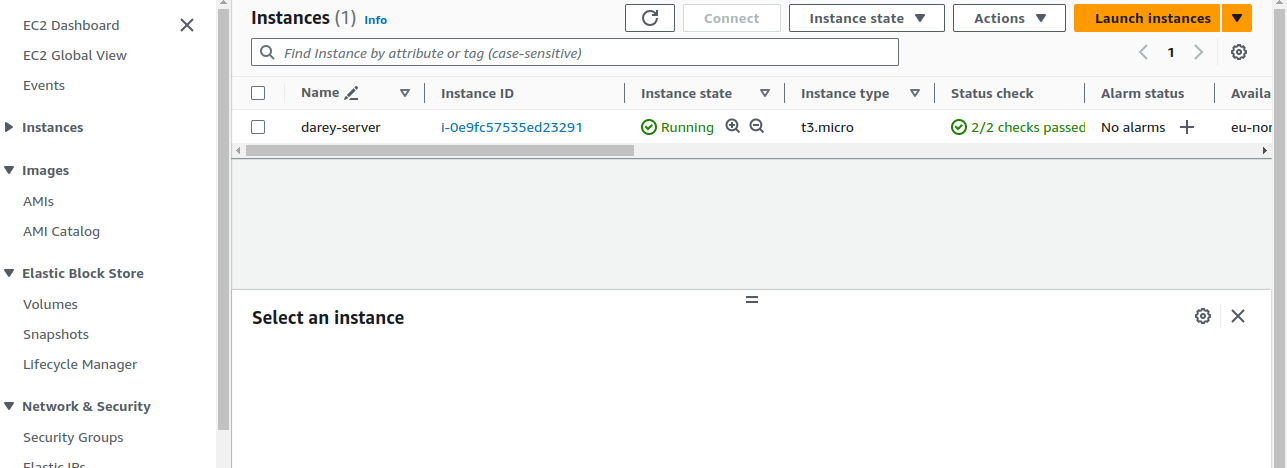 EC2 Dashboard
EC2 Global View
Events
Instances
Images
AMIs
AMI Catalog
Elastic Block Store
Volumes
Snapshots
Lifecycle Manager
Network & Security
Security Groups
Elastic IPs
Instances (1) Info
Connect Instance state Actions Launch instances
Find Instance by attribute or tag (case-sensitive)
1
Name Instance ID Instance state Instance type Status check Alarm status Availa
darey-server i-0e9fc57535ed23291 Running t3.micro 2/2 checks passed No alarms eu-nor
Select an instance